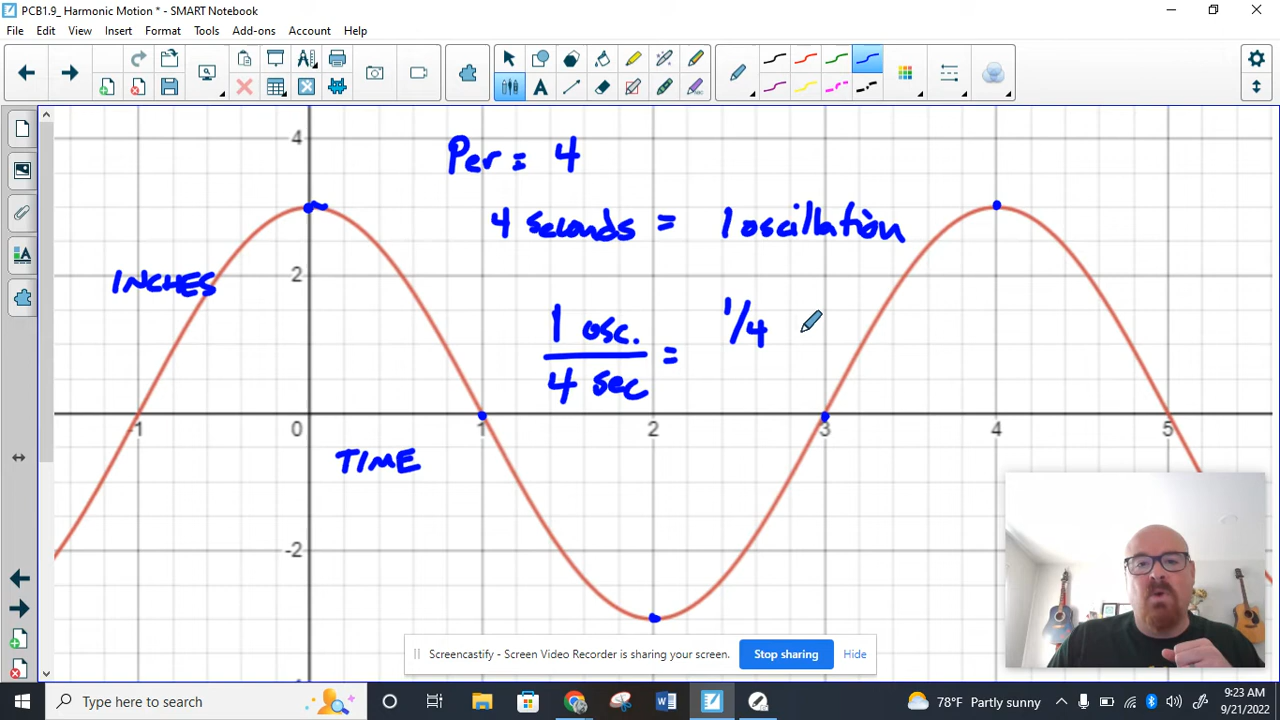 PCB1.9_ Harmonic Motion * - SMART Notebook
File Edit View Insert Format Tools Add-ons Account Help
4
Per = 4
4 seconds = 1 oscillation
2
INCHES
1 osc.
4 sec
= 1/4
-1 0 1 2 3 4 5
TIME
-2
Screencastify - Screen Video Recorder is sharing your screen. Stop sharing Hide
Type here to search
78°F Partly sunny
9:23 AM
9/21/2022